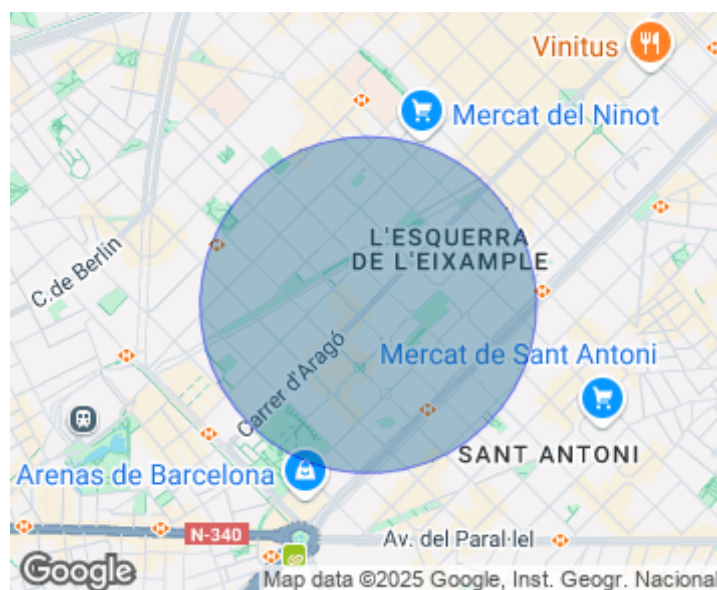 Vinitus
Mercat del Ninot
L'ESQUERRA
DE L'EIXAMPLE
C.de Berlín
Carrer d'Aragó
Mercat de Sant Antoni
SANT ANTONI
Arenas de Barcelona
N-340
Av. del Paral·lel
Google
Map data ©2025 Google, Inst. Geogr. Nacional